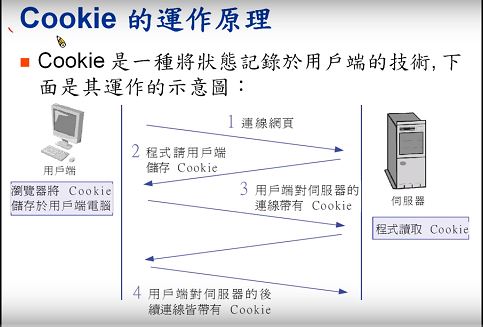 Cookie 的運作原理
Cookie 是一種將狀態記錄於用戶端的技術, 下
面是其運作的示意圖：
1 連線網頁
2 程式請用戶端
儲存 Cookie
用戶端
瀏覽器將 Cookie
儲存於用戶端電腦
3 用戶端對伺服器的
連線帶有 Cookie
伺服器
程式讀取 Cookie
4 用戶端對伺服器的後
續連線皆帶有 Cookie